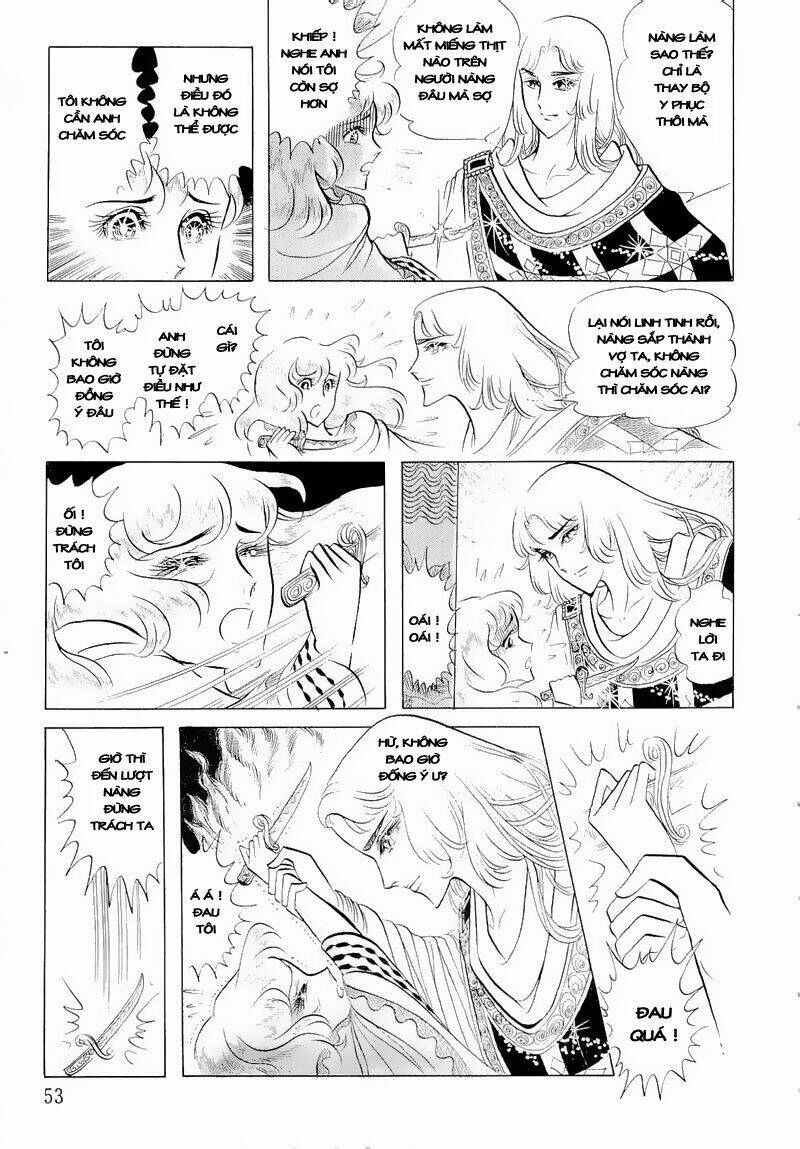 NÀNG LÀM
SAO THẾ?
CHỈ LÀ
THAY BỘ
Y PHỤC
THÔI MÀ
KHÔNG LÀM
MẤT MIẾNG THỊT
NÀO TRÊN
NGƯỜI NÀNG
ĐÂU MÀ SỢ
KHIẾP !
NGHE ANH
NÓI TÔI
CÒN SỢ
HƠN
NHƯNG
ĐIỀU ĐÓ
LÀ KHÔNG
THỂ ĐƯỢC
TÔI KHÔNG
CẦN ANH
CHĂM SÓC
LẠI NÓI LINH TINH RỒI,
NÀNG SẮP THÀNH
VỢ TA, KHÔNG
CHĂM SÓC NÀNG
THÌ CHĂM SÓC AI?
CÁI
GÌ?
ANH
ĐỪNG
TỰ ĐẶT
ĐIỀU NHƯ
THẾ !
TÔI
KHÔNG
BAO GIỜ
ĐỒNG
Ý ĐÂU
NGHE
LỜI
TA ĐI
OÁI !
OÁI !
ỐI !
ĐỪNG
TRÁCH
TÔI
ĐAU
QUÁ !
HỪ, KHÔNG
BAO GIỜ
ĐỒNG Ý Ư?
Á Á !
ĐAU
TÔI
GIỜ THÌ
ĐẾN LƯỢT
NÀNG
ĐỪNG
TRÁCH TA
53